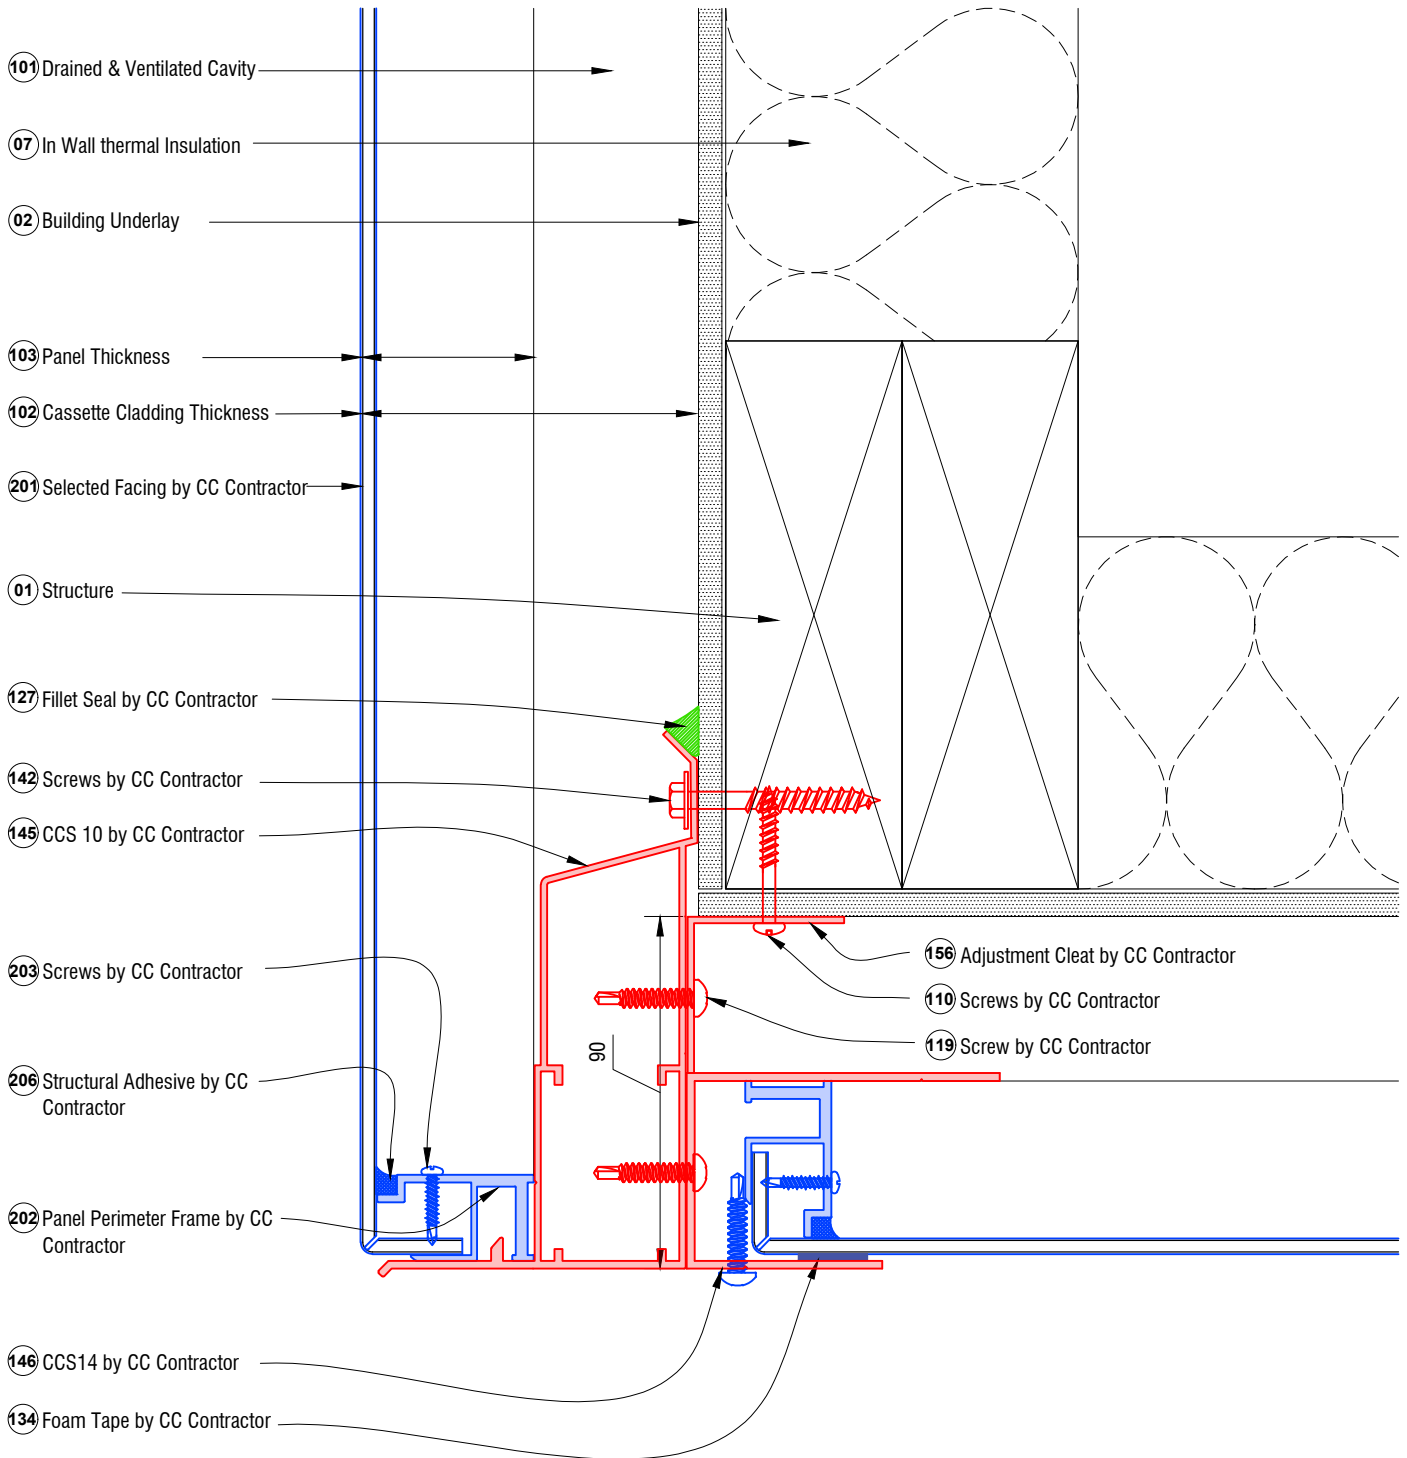 101 Drained & Ventilated Cavity
07 In Wall thermal Insulation
02 Building Underlay
103 Panel Thickness
102 Cassette Cladding Thickness
201 Selected Facing by CC Contractor
01 Structure
127 Fillet Seal by CC Contractor
142 Screws by CC Contractor
145 CCS 10 by CC Contractor
203 Screws by CC Contractor
206 Structural Adhesive by CC
Contractor
202 Panel Perimeter Frame by CC
Contractor
146 CCS14 by CC Contractor
134 Foam Tape by CC Contractor
90
156 Adjustment Cleat by CC Contractor
110 Screws by CC Contractor
119 Screw by CC Contractor